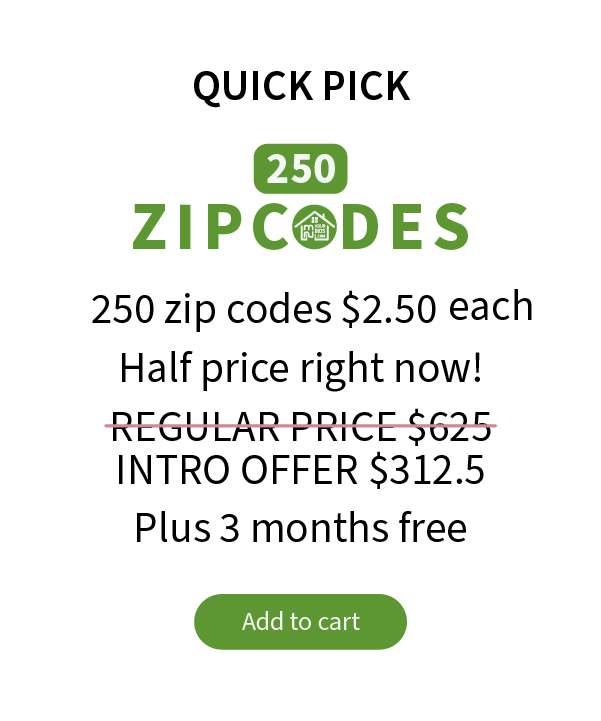 QUICK PICK
250
ZIPCODES
250 zip codes $2.50 each
Half price right now!
REGULAR PRICE $625
INTRO OFFER $312.5
Plus 3 months free
Add to cart